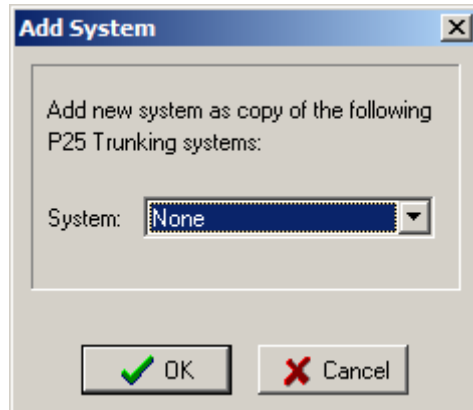 Add System
Add new system as copy of the following
P25 Trunking systems:
System: None
OK Cancel